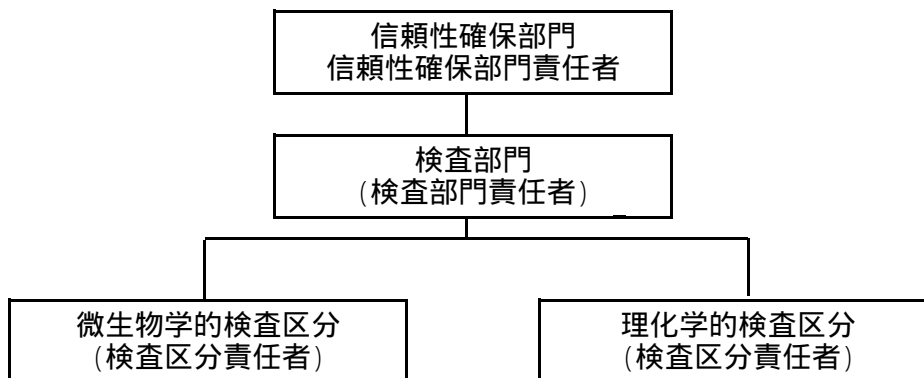 信頼性確保部門
信頼性確保部門責任者
検査部門
(検査部門責任者)
微生物学的検査区分
(検査区分責任者)
理化学的検査区分
(検査区分責任者)